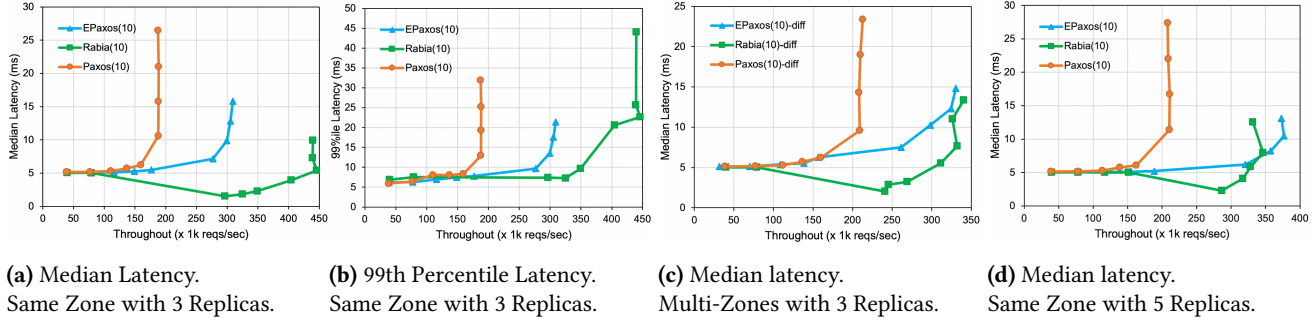 30
25
20
15
10
5
0
Median Latency (ms)
EPaxos(10)
Rabia(10)
Paxos(10)
0 50 100 150 200 250 300 350 400 450
Throughout (x 1k reqs/sec)
(a) Median Latency.
Same Zone with 3 Replicas.
50
45
40
35
30
25
20
15
10
5
0
99%ile Latency (ms)
EPaxos(10)
Rabia(10)
Paxos(10)
0 50 100 150 200 250 300 350 400 450
Throughout (x 1k reqs/sec)
(b) 99th Percentile Latency.
Same Zone with 3 Replicas.
25
20
15
10
5
0
Median Latency (ms)
EPaxos(10)-diff
Rabia(10)-diff
Paxos(10)-diff
0 50 100 150 200 250 300 350
Throughout (x 1k reqs/sec)
(c) Median latency.
Multi-Zones with 3 Replicas.
30
25
20
15
10
5
0
Median Latency (ms)
EPaxos(10)
Rabia(10)
Paxos(10)
0 50 100 150 200 250 300 350 400
Throughout (x 1k reqs/sec)
(d) Median latency.
Same Zone with 5 Replicas.